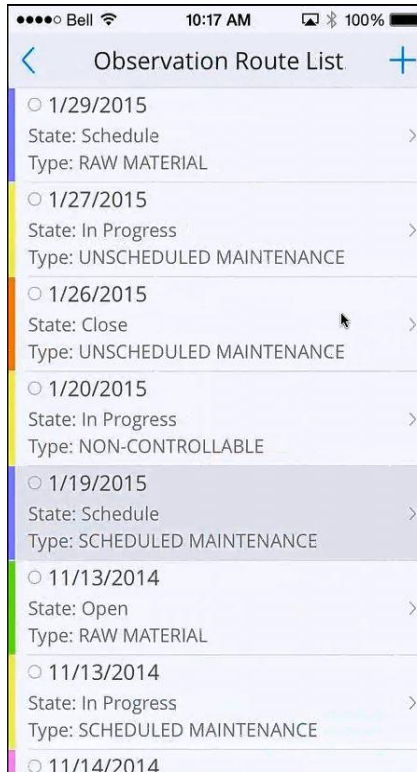 Bell 10:17 AM 100%
Observation Route List
1/29/2015
State: Schedule
Type: RAW MATERIAL
1/27/2015
State: In Progress
Type: UNSCHEDULED MAINTENANCE
1/26/2015
State: Close
Type: UNSCHEDULED MAINTENANCE
1/20/2015
State: In Progress
Type: NON-CONTROLLABLE
1/19/2015
State: Schedule
Type: SCHEDULED MAINTENANCE
11/13/2014
State: Open
Type: RAW MATERIAL
11/13/2014
State: In Progress
Type: SCHEDULED MAINTENANCE
11/14/2014